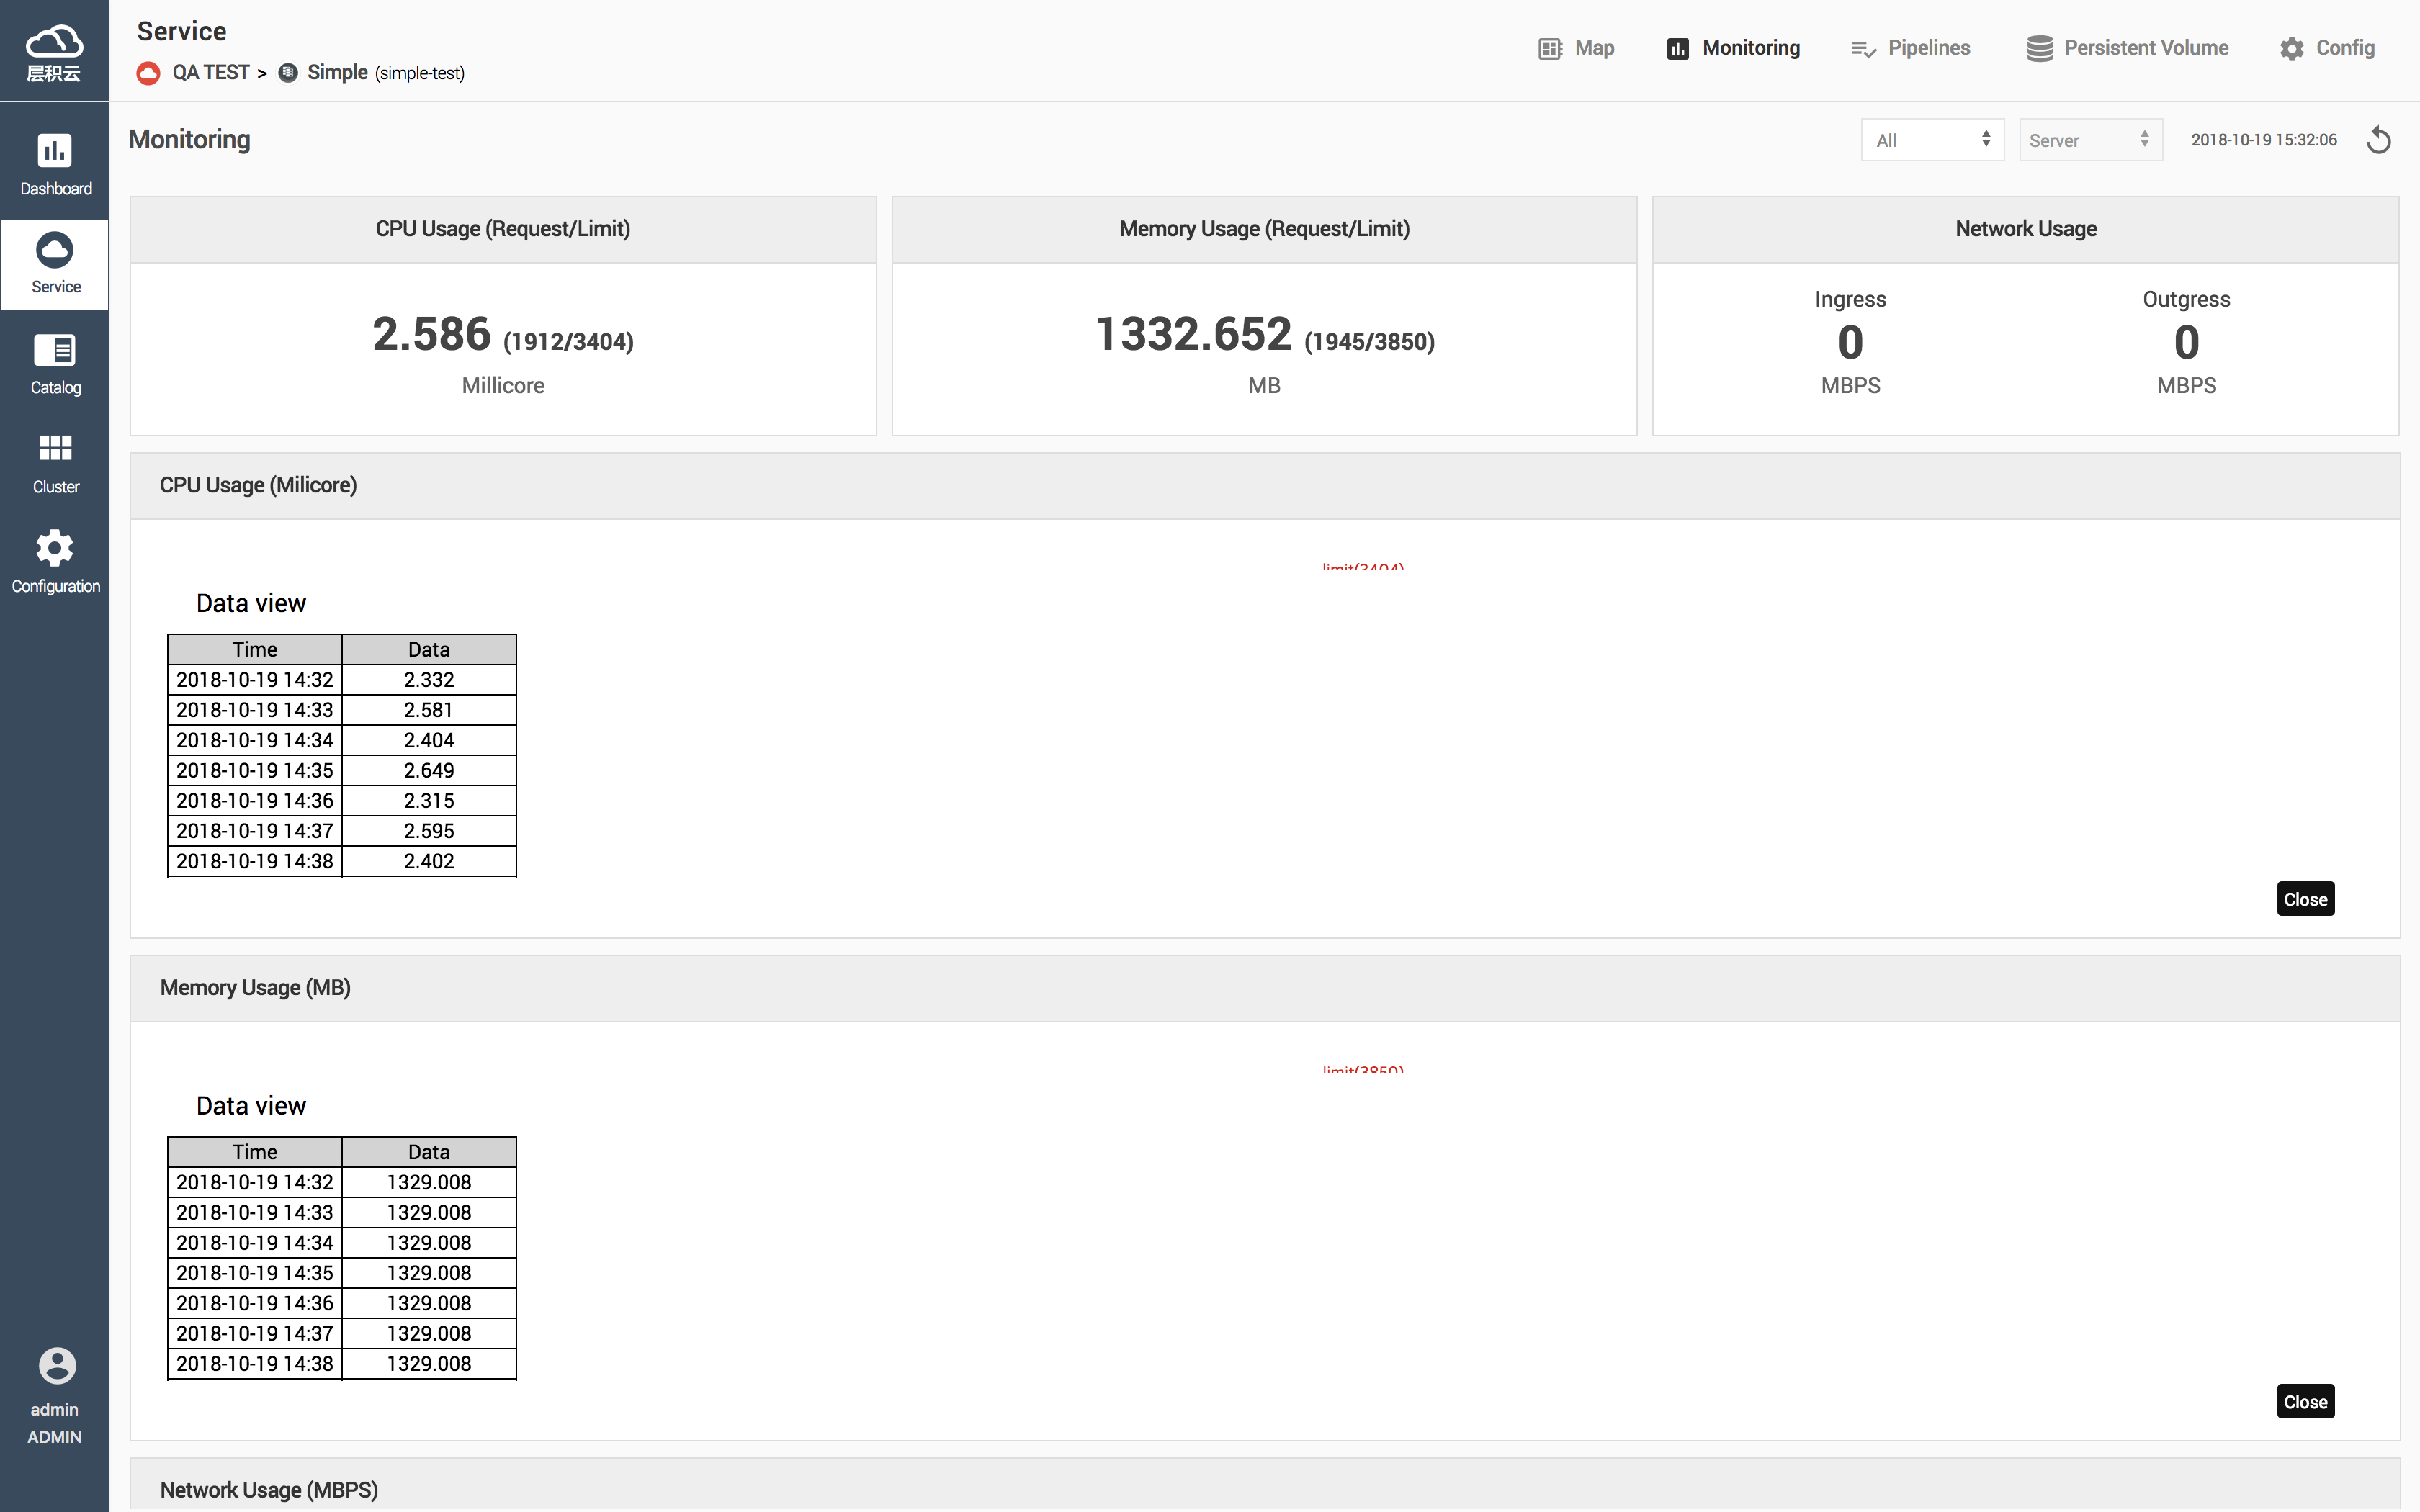 层积云
Service
QA TEST > Simple (simple-test)
Map
Monitoring
Pipelines
Persistent Volume
Config
Dashboard
Service
Catalog
Cluster
Configuration
admin
ADMIN
Monitoring
All
Server
2018-10-19 15:32:06
CPU Usage (Request/Limit)
2.586 (1912/3404)
Millicore
Memory Usage (Request/Limit)
1332.652 (1945/3850)
MB
Network Usage
Ingress
0
MBPS
Outgress
0
MBPS
CPU Usage (Milicore)
limit(3404)
Data view
Time Data
2018-10-19 14:32 2.332
2018-10-19 14:33 2.581
2018-10-19 14:34 2.404
2018-10-19 14:35 2.649
2018-10-19 14:36 2.315
2018-10-19 14:37 2.595
2018-10-19 14:38 2.402
Close
Memory Usage (MB)
limit(3850)
Data view
Time Data
2018-10-19 14:32 1329.008
2018-10-19 14:33 1329.008
2018-10-19 14:34 1329.008
2018-10-19 14:35 1329.008
2018-10-19 14:36 1329.008
2018-10-19 14:37 1329.008
2018-10-19 14:38 1329.008
Close
Network Usage (MBPS)